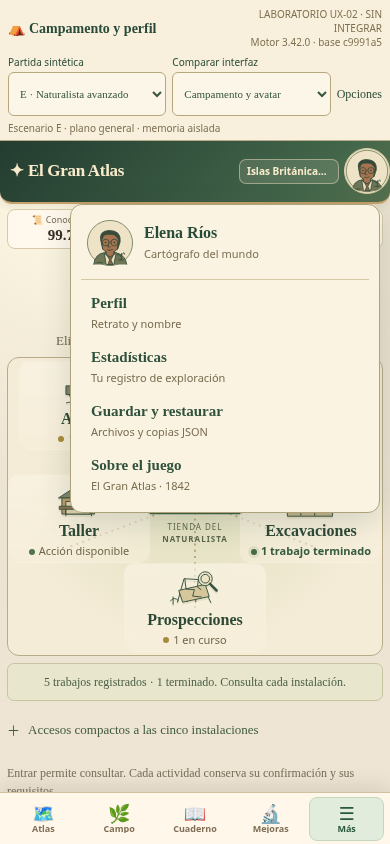 Campamento y perfil
LABORATORIO UX-02 · SIN
INTEGRAR
Motor 3.42.0 · base c9991a5
Partida sintética
Comparar interfaz
E · Naturalista avanzado
Campamento y avatar
Opciones
Escenario E · plano general · memoria aislada
El Gran Atlas
Islas Británica...
Elena Ríos
Cartógrafo del mundo
Perfil
Retrato y nombre
Estadísticas
Tu registro de exploración
Guardar y restaurar
Archivos y copias JSON
Sobre el juego
El Gran Atlas · 1842
Taller
Acción disponible
TIENDA DEL
NATURALISTA
Excavaciones
1 trabajo terminado
Prospecciones
1 en curso
5 trabajos registrados · 1 terminado. Consulta cada instalación.
+ Accesos compactos a las cinco instalaciones
Entrar permite consultar. Cada actividad conserva su confirmación y sus
requisitos.
Atlas
Campo
Cuaderno
Mejoras
Más